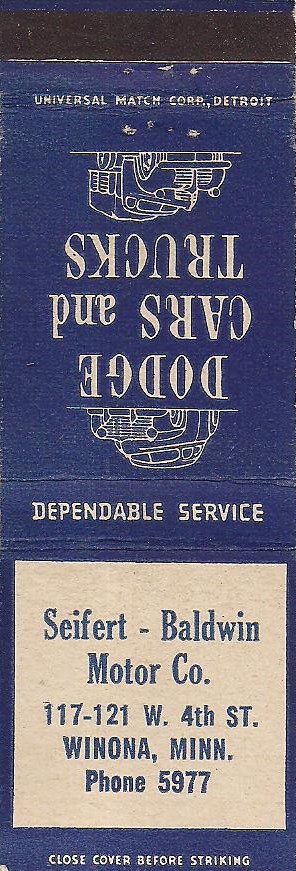 UNIVERSAL MATCH CORP., DETROIT
DODGE
CARS and
TRUCKS
DEPENDABLE SERVICE
Seifert - Baldwin
Motor Co.
117-121 W. 4th ST.
WINONA, MINN.
Phone 5977
CLOSE COVER BEFORE STRIKING